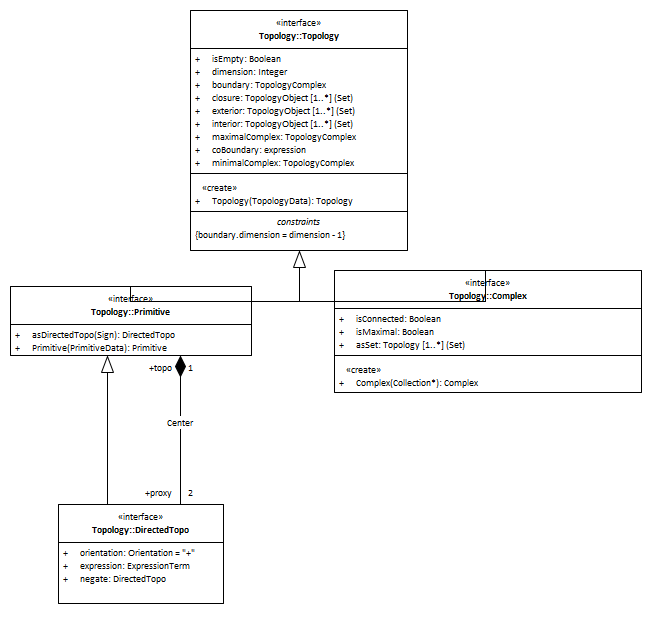 «interface»
Topology::Topology
+ isEmpty: Boolean
+ dimension: Integer
+ boundary: TopologyComplex
+ closure: TopologyObject [1..*] (Set)
+ exterior: TopologyObject [1..*] (Set)
+ interior: TopologyObject [1..*] (Set)
+ maximalComplex: TopologyComplex
+ coBoundary: expression
+ minimalComplex: TopologyComplex
«create»
+ Topology(TopologyData): Topology
constraints
{boundary.dimension = dimension - 1}
«interface»
Topology::Primitive
+ asDirectedTopo(Sign): DirectedTopo
+ Primitive(PrimitiveData): Primitive
«interface»
Topology::Complex
+ isConnected: Boolean
+ isMaximal: Boolean
+ asSet: Topology [1..*] (Set)
«create»
+ Complex(Collection*): Complex
+topo 1
Center
+proxy 2
«interface»
Topology::DirectedTopo
+ orientation: Orientation = "+"
+ expression: ExpressionTerm
+ negate: DirectedTopo